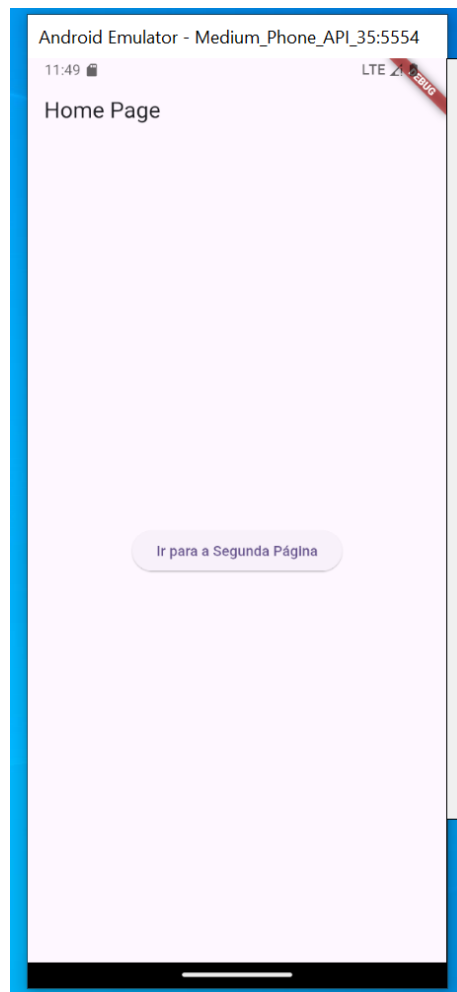 Android Emulator - Medium_Phone_API_35:5554
11:49
LTE
DEBUG
Home Page
Ir para a Segunda Página